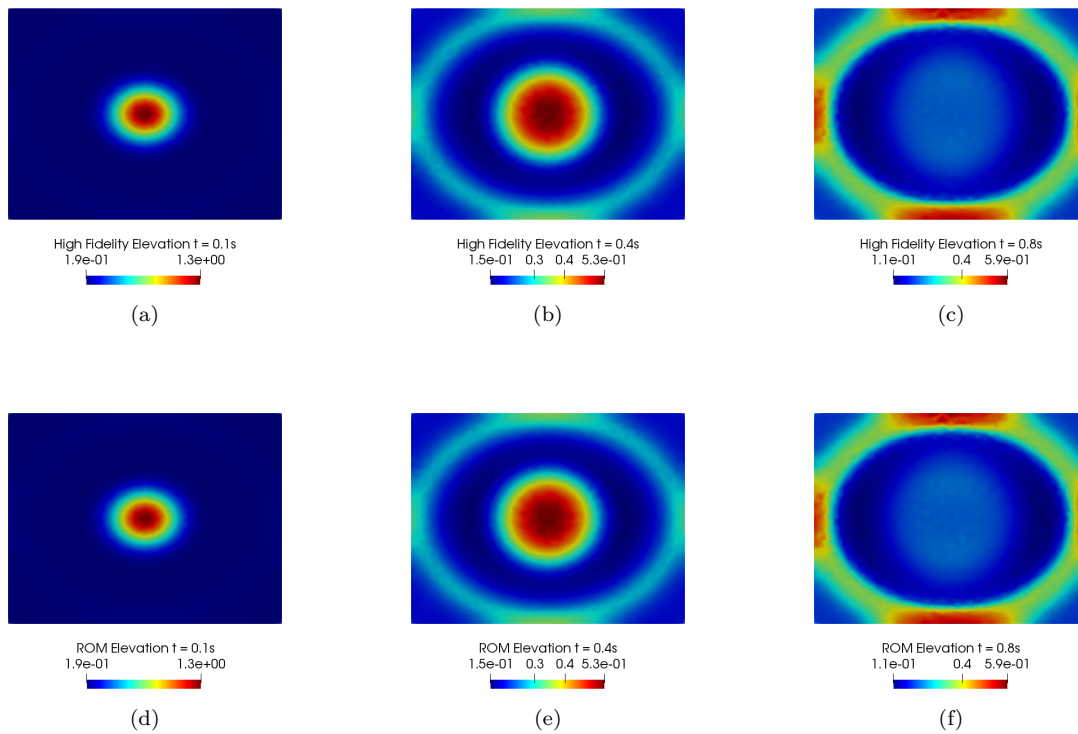 High Fidelity Elevation t = 0.1s
1.9e-01 1.3e+00
(a)
High Fidelity Elevation t = 0.4s
1.5e-01 0.3 0.4 5.3e-01
(b)
High Fidelity Elevation t = 0.8s
1.1e-01 0.4 5.9e-01
(c)
ROM Elevation t = 0.1s
1.9e-01 1.3e+00
(d)
ROM Elevation t = 0.4s
1.5e-01 0.3 0.4 5.3e-01
(e)
ROM Elevation t = 0.8s
1.1e-01 0.4 5.9e-01
(f)